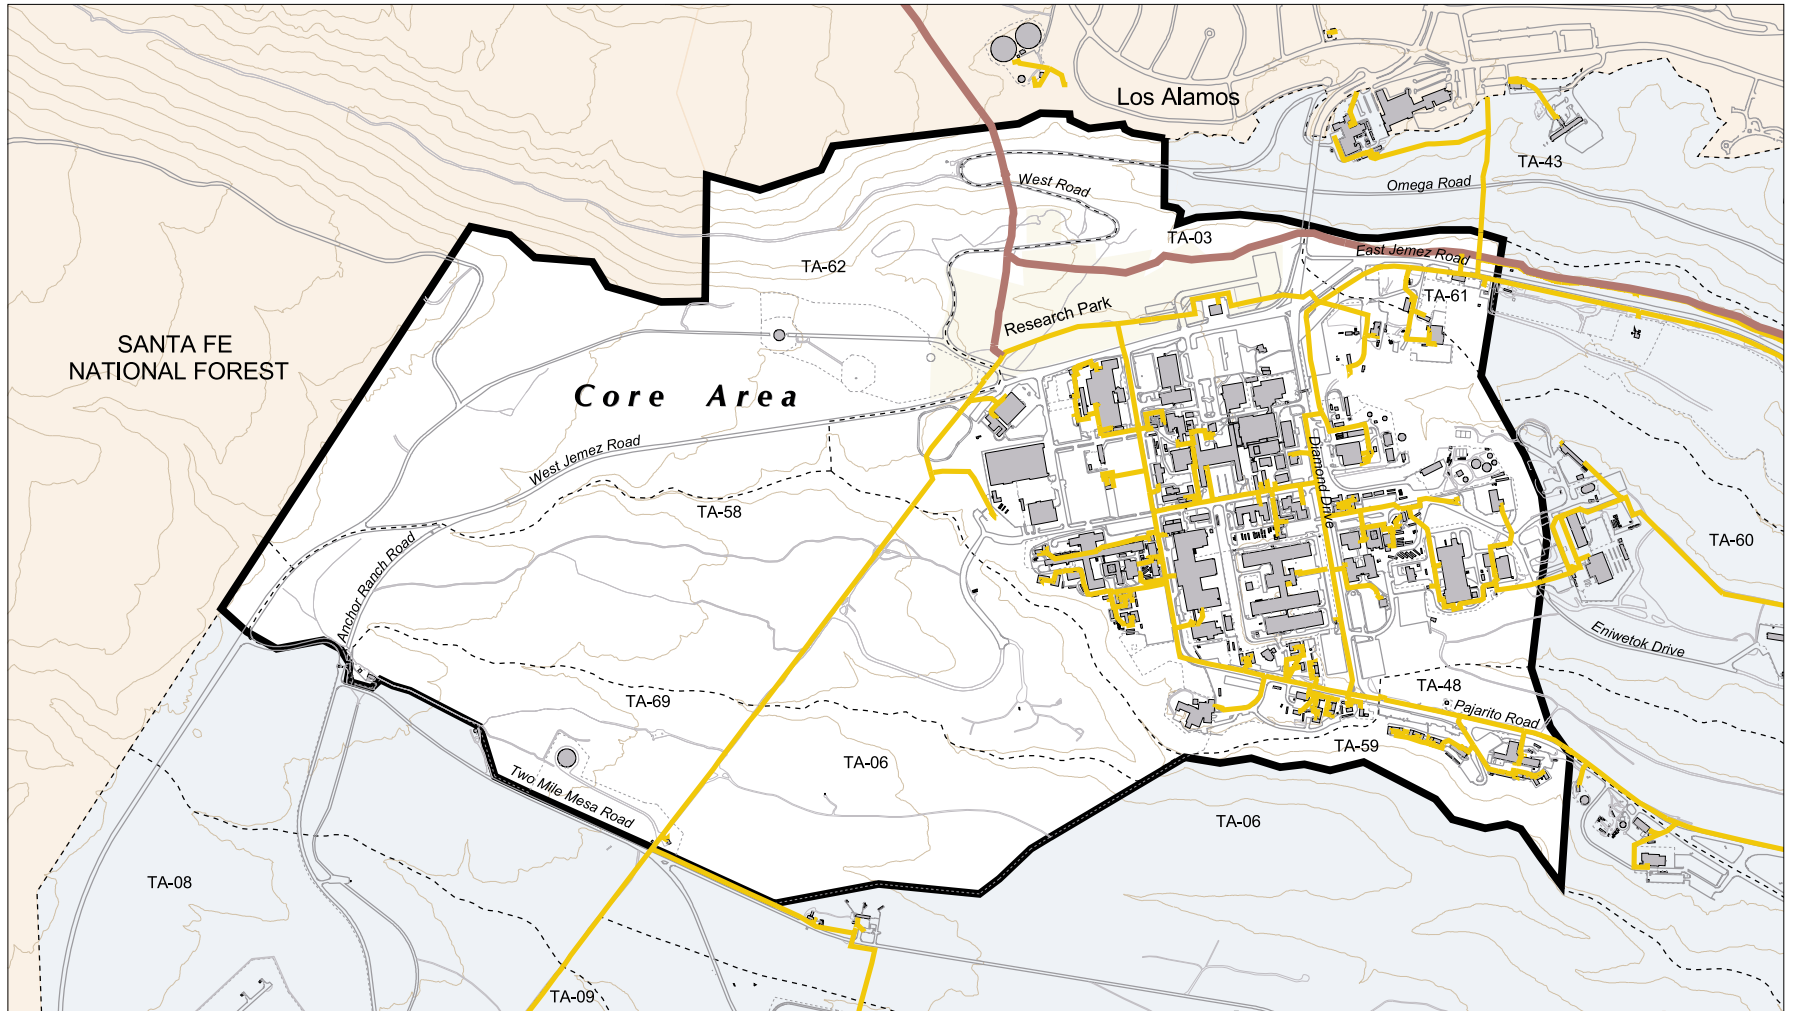 Los Alamos
TA-43
West Road
Omega Road
TA-03
East Jemez Road
TA-62
TA-61
Research Park
SANTA FE
NATIONAL FOREST
Core Area
West Jemez Road
Diamond Drive
TA-58
TA-60
Anchor Ranch Road
Eniwetok Drive
TA-48
TA-69
Pajarito Road
TA-59
TA-06
Two Mile Mesa Road
TA-06
TA-08
TA-09